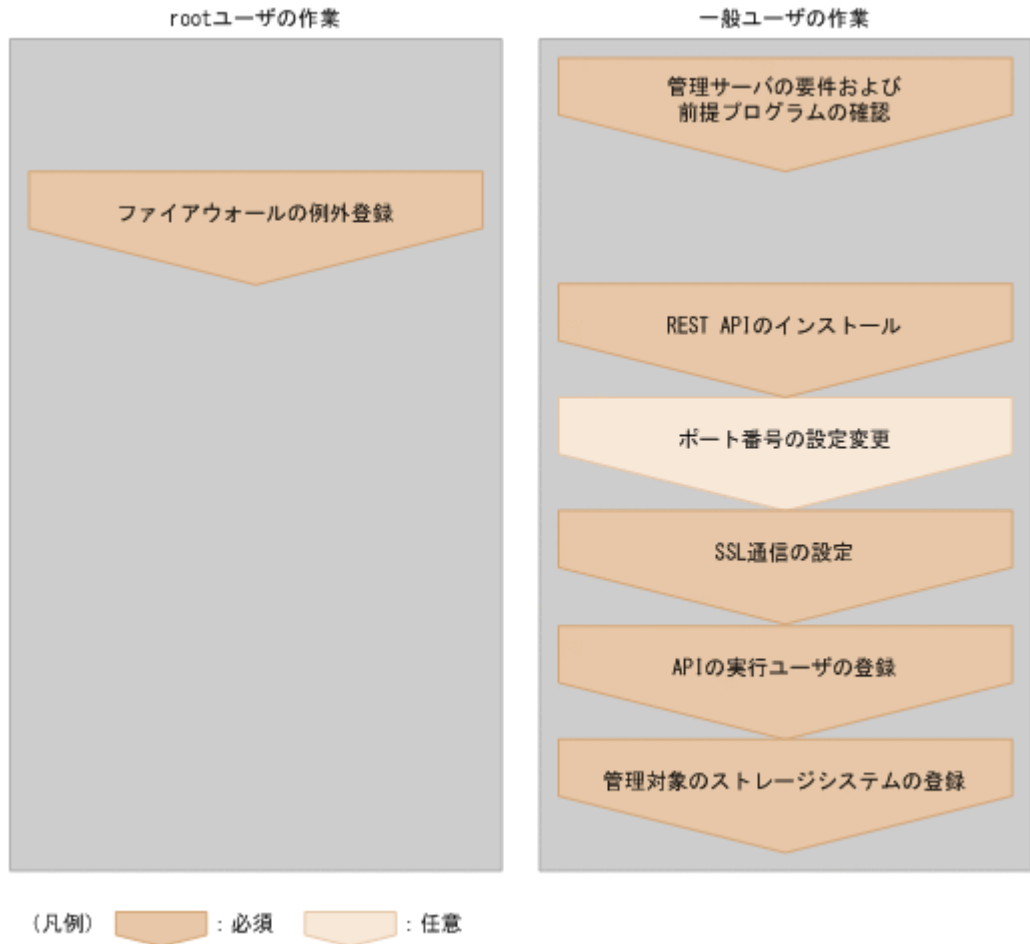 rootユーザの作業
一般ユーザの作業
管理サーバの要件および
前提プログラムの確認
ファイアウォールの例外登録
REST APIのインストール
ポート番号の設定変更
SSL通信の設定
APIの実行ユーザの登録
管理対象のストレージシステムの登録
(凡例) :必須 :任意